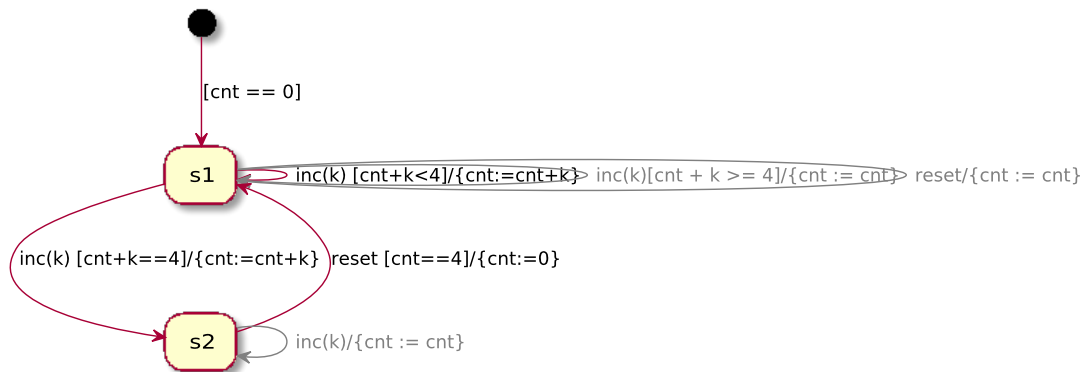 [cnt == 0]
s1
inc(k) [cnt+k<4]/{cnt:=cnt+k}
inc(k)[cnt + k >= 4]/{cnt := cnt}
reset/{cnt := cnt}
inc(k) [cnt+k==4]/{cnt:=cnt+k}
reset [cnt==4]/{cnt:=0}
s2
inc(k)/{cnt := cnt}